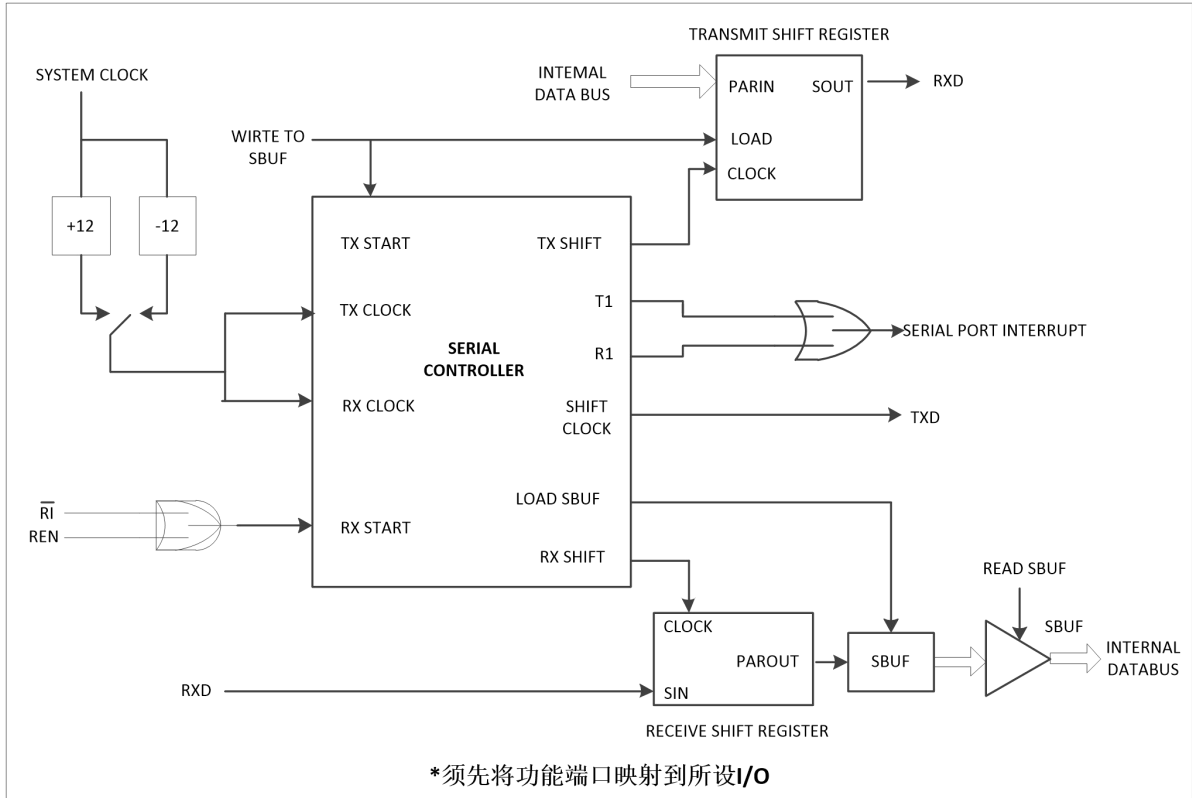 TRANSMIT SHIFT REGISTER
SYSTEM CLOCK
INTEMAL
DATA BUS
PARIN
SOUT
RXD
WIRTE TO
SBUF
LOAD
CLOCK
+12
-12
TX START
TX SHIFT
TX CLOCK
T1
SERIAL PORT INTERRUPT
SERIAL
CONTROLLER
R1
RX CLOCK
SHIFT
CLOCK
TXD
LOAD SBUF
RI
REN
RX START
RX SHIFT
READ SBUF
CLOCK
SBUF
PAROUT
SBUF
INTERNAL
DATABUS
RXD
SIN
RECEIVE SHIFT REGISTER
*须先将功能端口映射到所设I/O